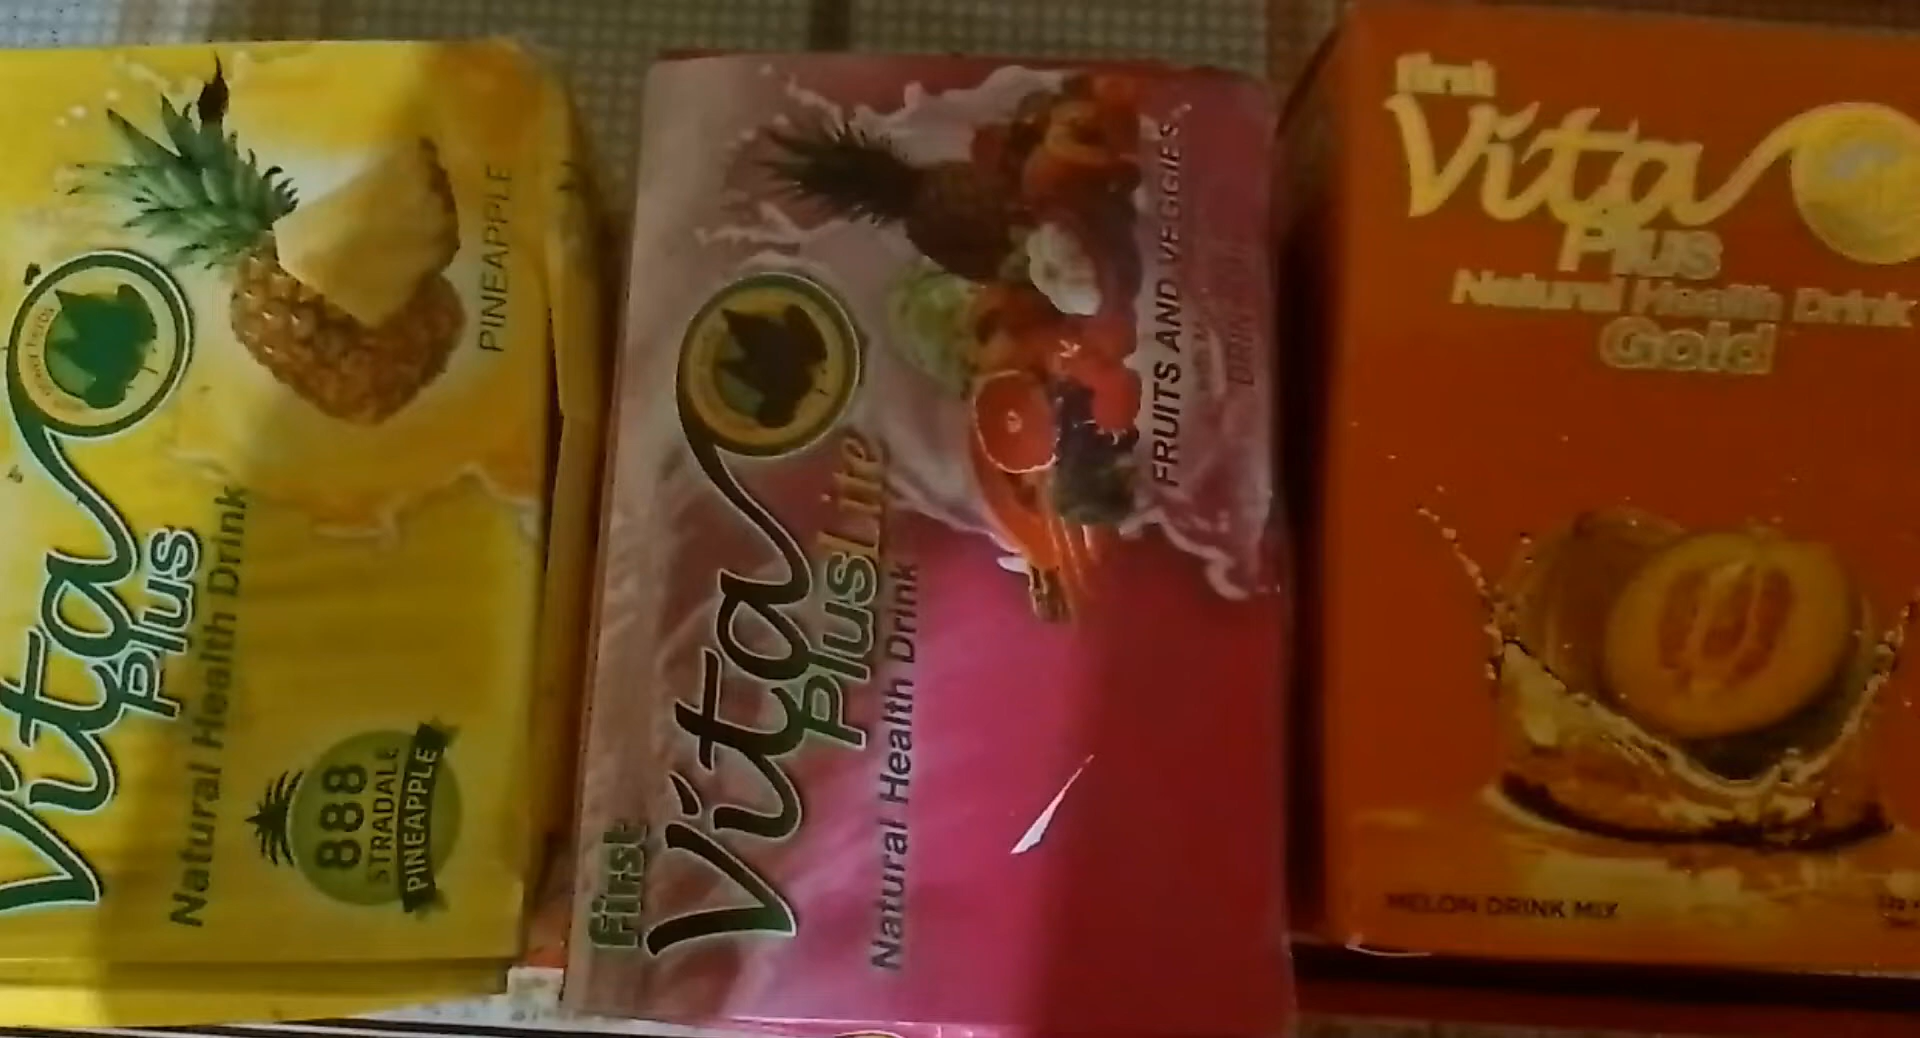 Vita
Plus
Natural Health Drink
PINEAPPLE
888
STRADALE
PINEAPPLE
first
Vita
Plus Lite
Natural Health Drink
FRUITS AND VEGGIES
first
Vita
Plus
Natural Health Drink
Gold
MELON DRINK MIX